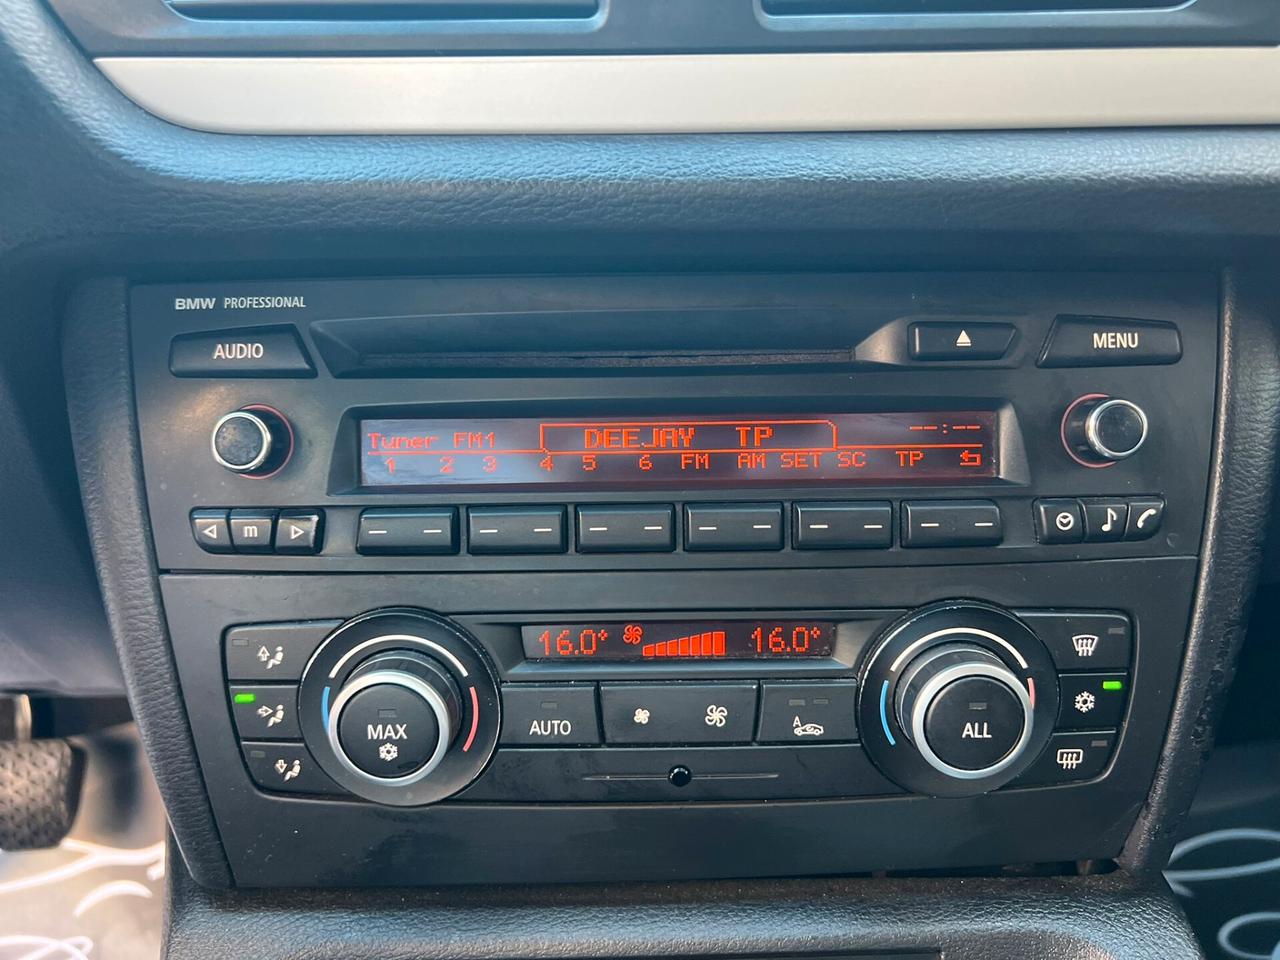 BMW PROFESSIONAL
AUDIO
MENU
Tuner FM1 DEEJAY TP --:--
1 2 3 4 5 6 FM AM SET SC TP
m
16.0° 16.0°
MAX
AUTO
A
ALL